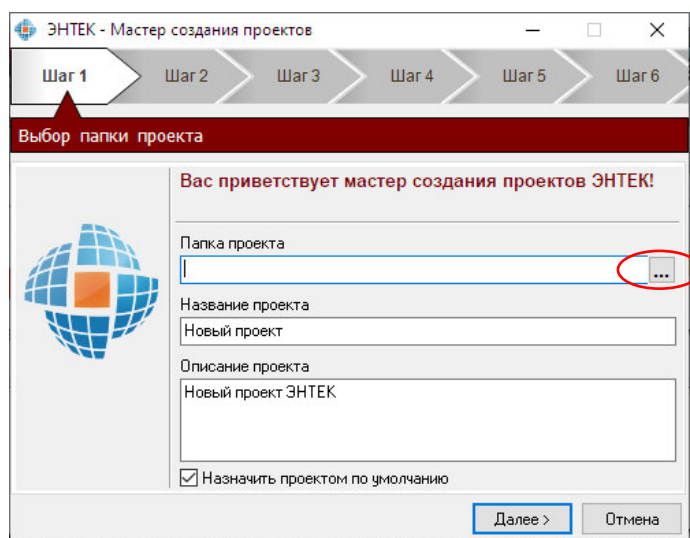 ЭНТЕК - Мастер создания проектов
Шаг 1
Шаг 2
Шаг 3
Шаг 4
Шаг 5
Шаг 6
Выбор папки проекта
Вас приветствует мастер создания проектов ЭНТЕК!
Папка проекта
...
Название проекта
Новый проект
Описание проекта
Новый проект ЭНТЕК
Назначить проектом по умолчанию
Далее >
Отмена